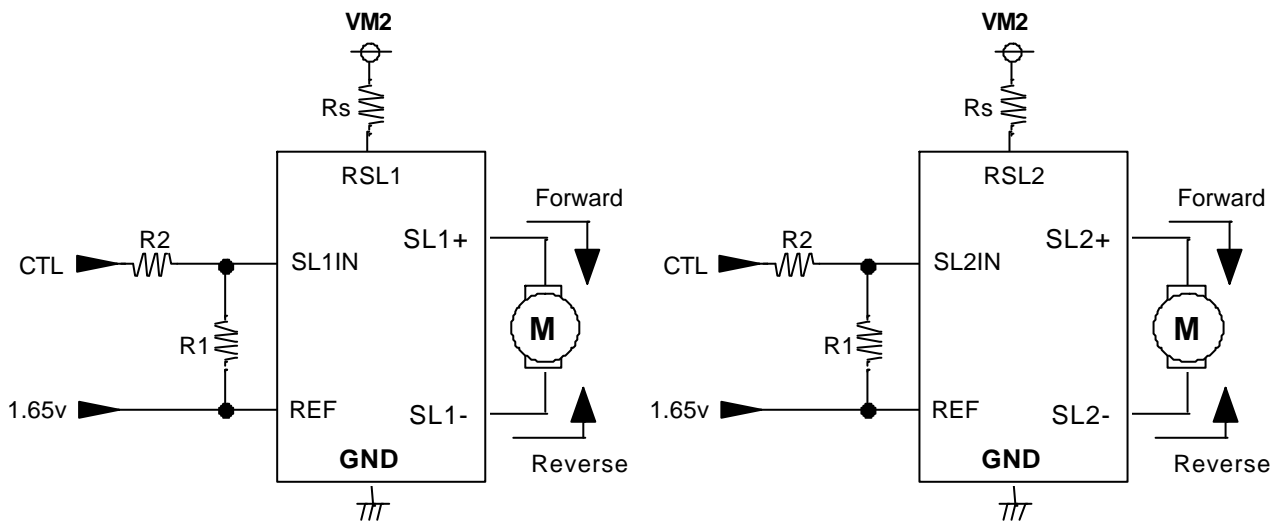 VM2
Rs
RSL1
Forward
SL1+
R2
CTL
SL1IN
M
R1
1.65v
REF
SL1-
GND
Reverse
VM2
Rs
RSL2
Forward
SL2+
R2
CTL
SL2IN
M
R1
1.65v
REF
SL2-
GND
Reverse